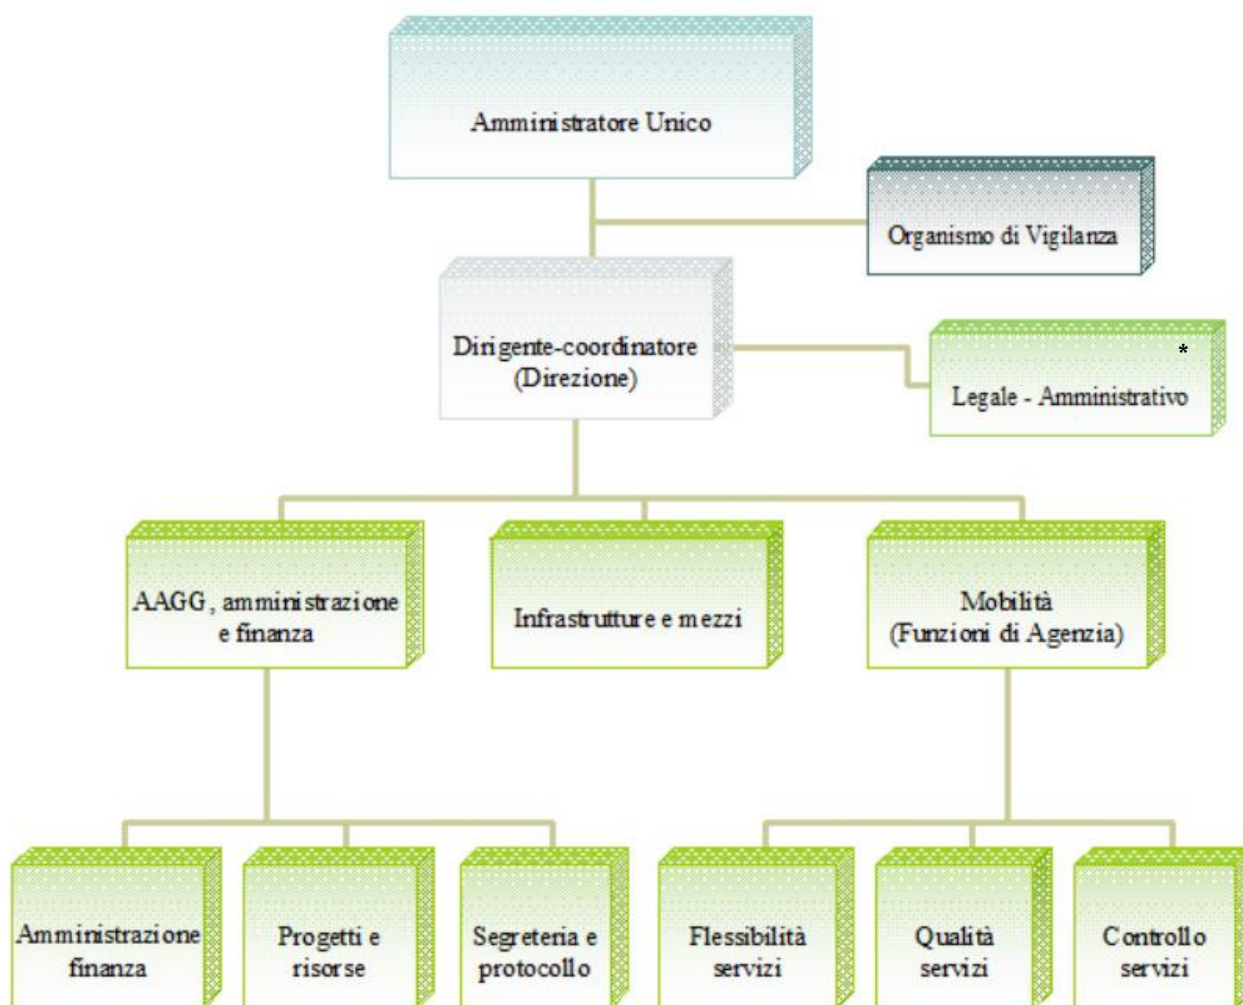 Amministratore Unico
Organismo di Vigilanza
Dirigente-coordinatore
(Direzione)
*
Legale - Amministrativo
AAGG, amministrazione
e finanza
Infrastrutture e mezzi
Mobilità
(Funzioni di Agenzia)
Amministrazione
finanza
Progetti e
risorse
Segreteria e
protocollo
Flessibilità
servizi
Qualità
servizi
Controllo
servizi